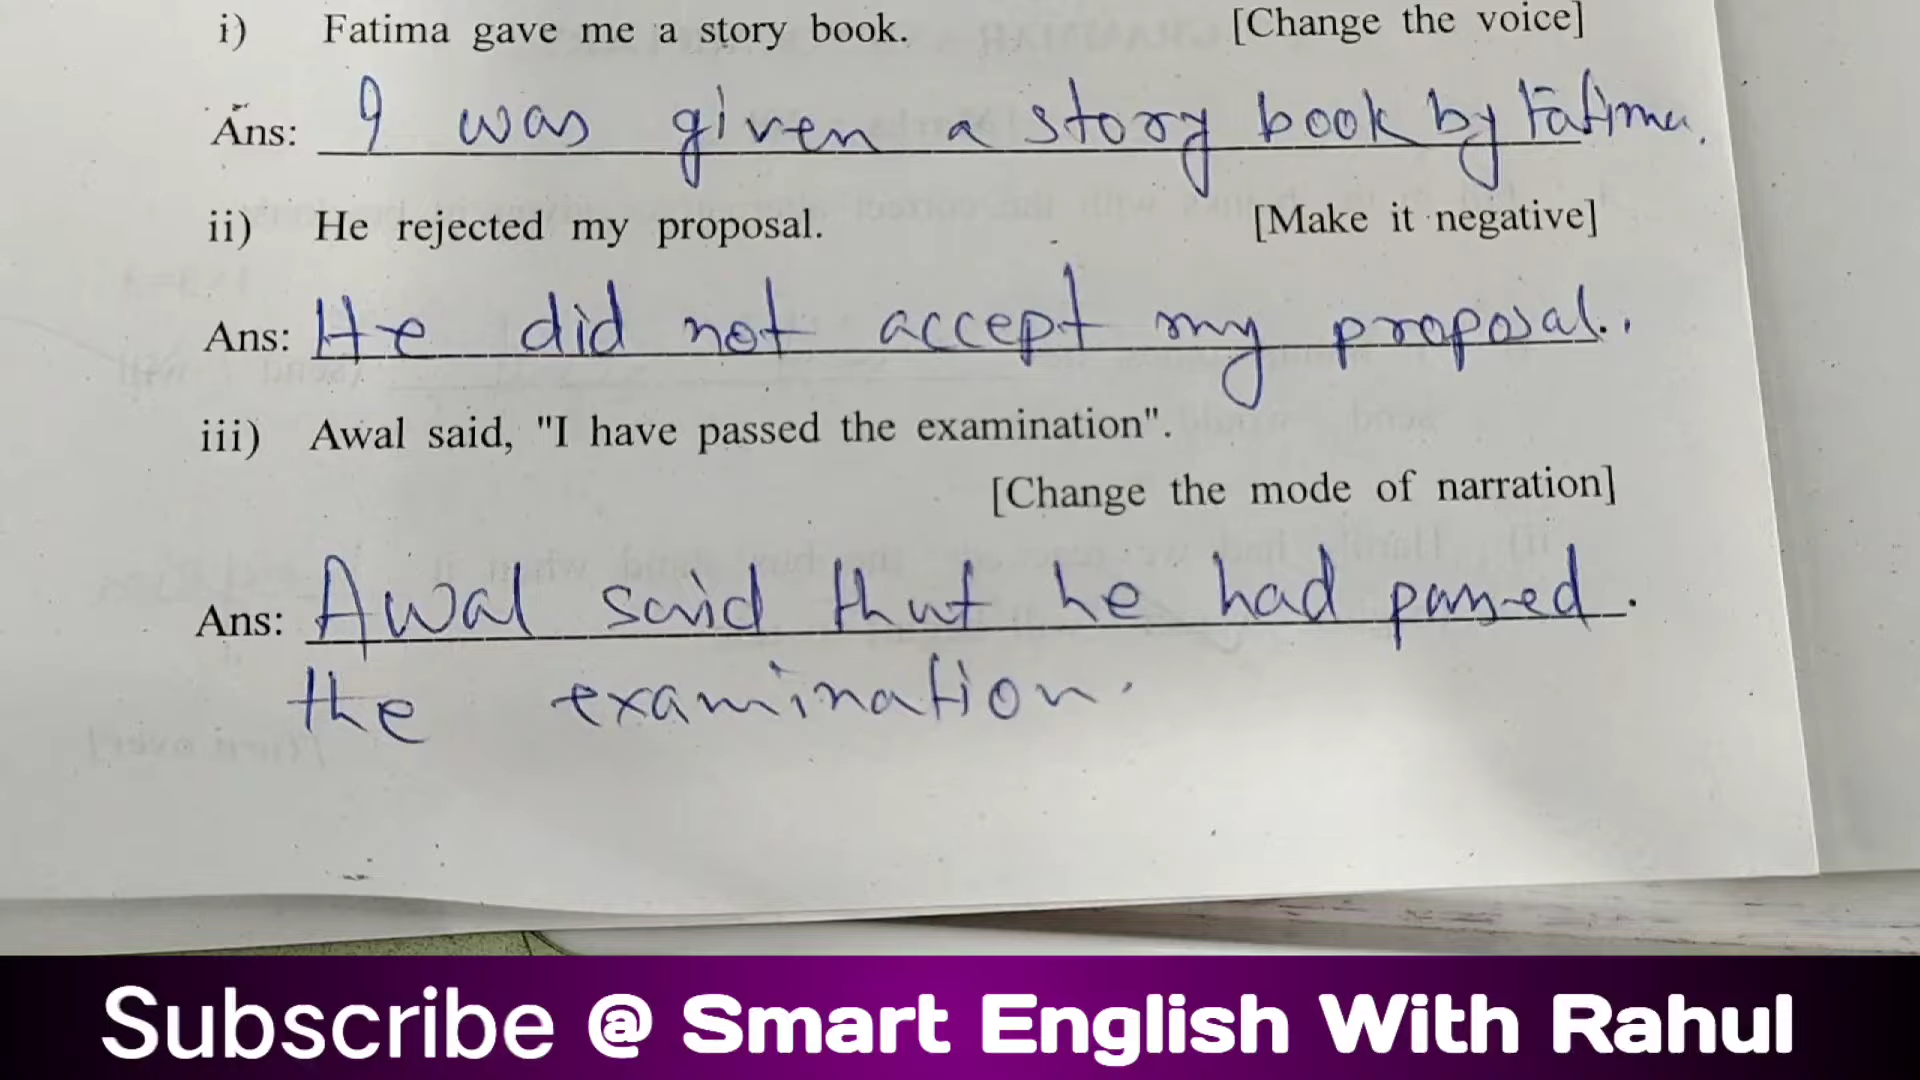 i) Fatima gave me a story book. [Change the voice]
Ans: I was given a story book by Fatima.
ii) He rejected my proposal. [Make it negative]
Ans: He did not accept my proposal.
iii) Awal said, "I have passed the examination".
[Change the mode of narration]
Ans: Awal said that he had passed.
the examination.
Subscribe @ Smart English With Rahul